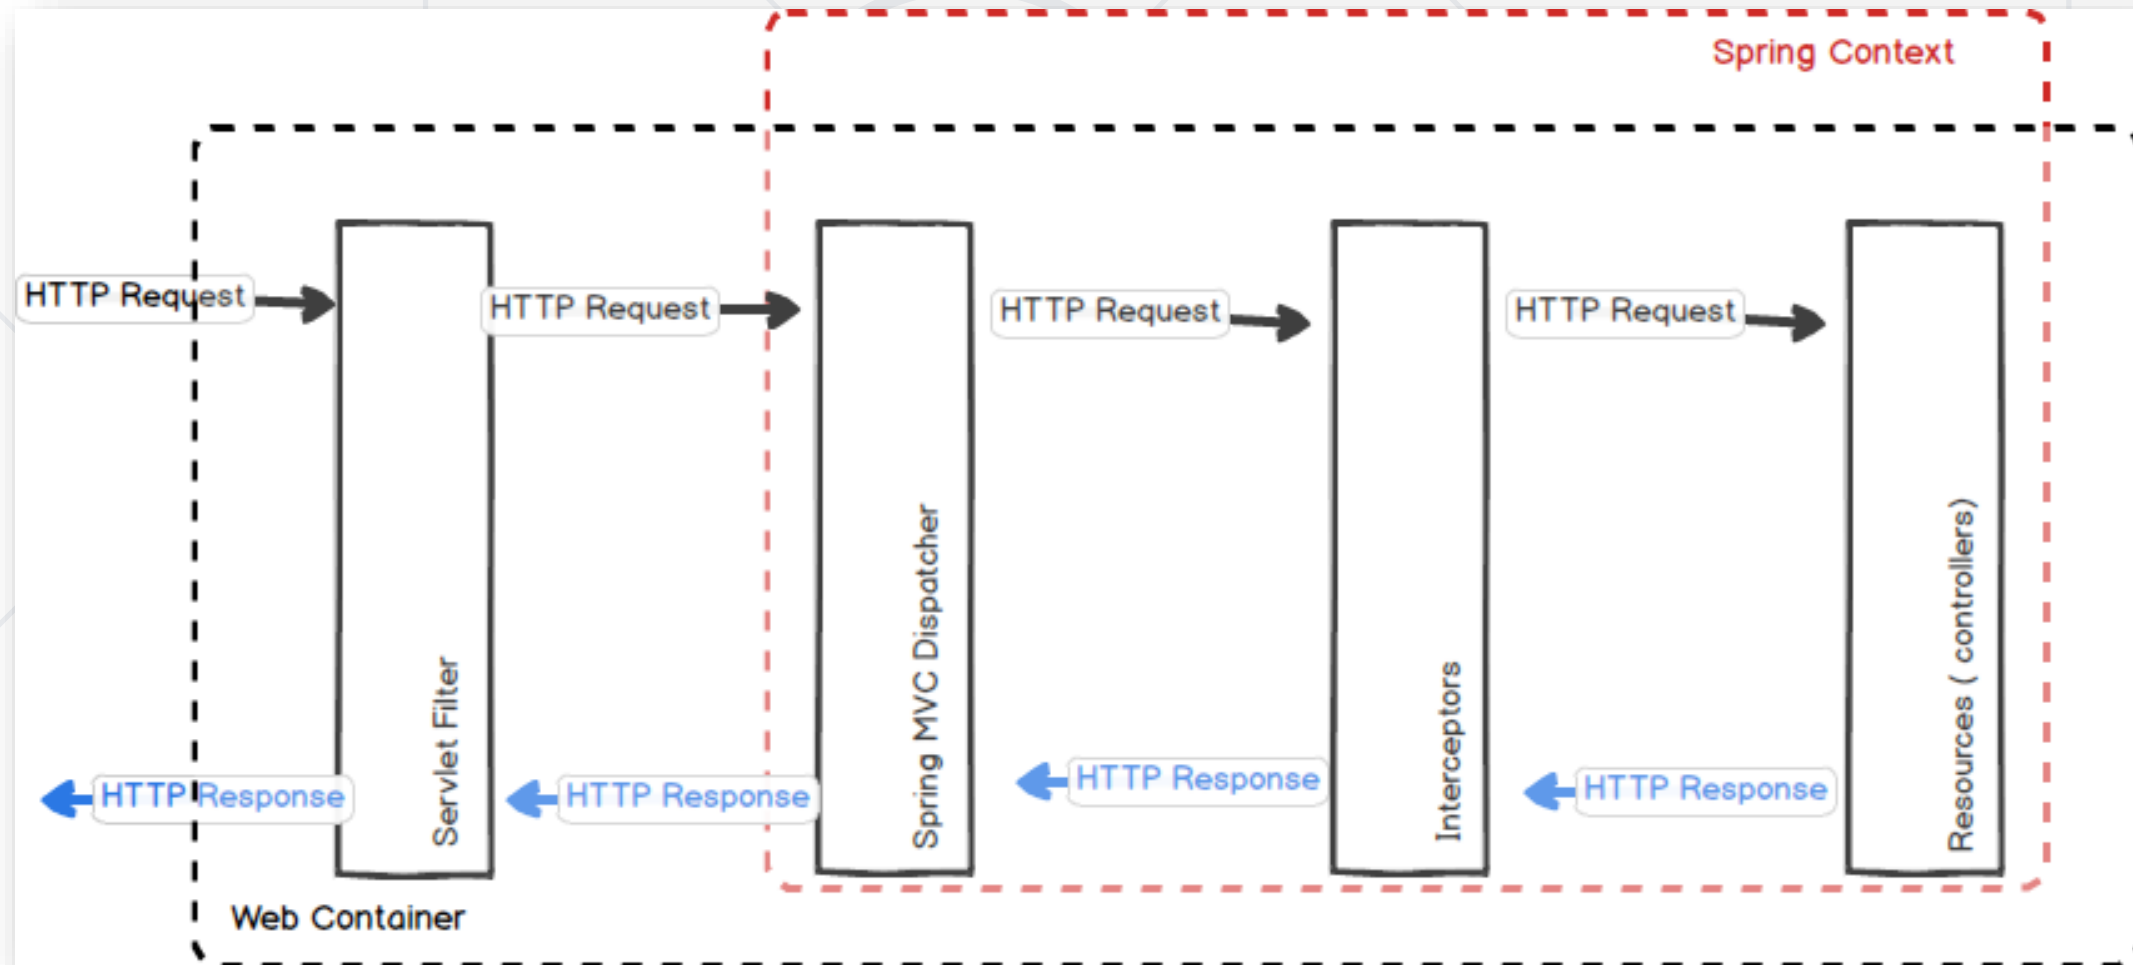 Spring Context
HTTP Request
HTTP Request
HTTP Request
HTTP Request
Servlet Filter
Spring MVC Dispatcher
Interceptors
Resources ( controllers)
HTTP Response
HTTP Response
HTTP Response
HTTP Response
Web Container